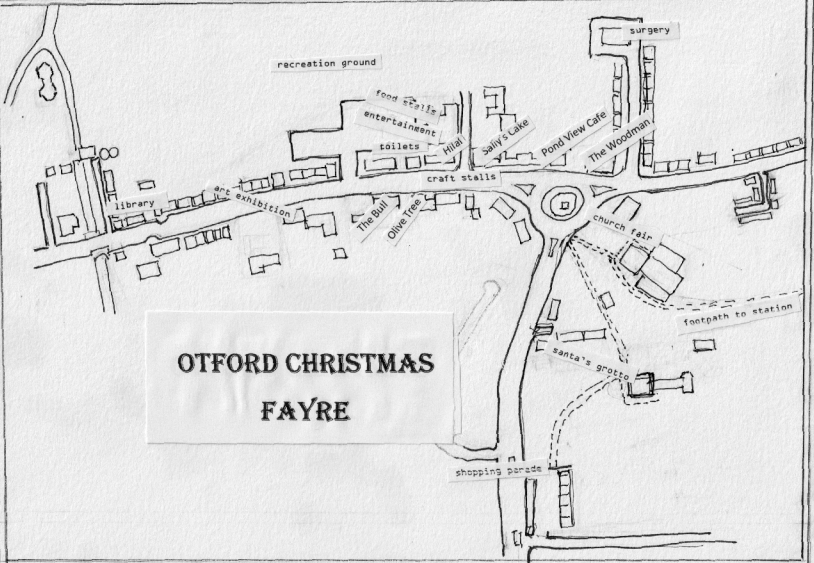 surgery
recreation ground
food stalls
entertainment
toilets
Hilal
Sally's Cake
Pond View Cafe
The Woodman
craft stalls
library
art exhibition
The Bull
Olive Tree
church fair
footpath to station
santa's grotto
OTFORD CHRISTMAS
FAYRE
shopping parade